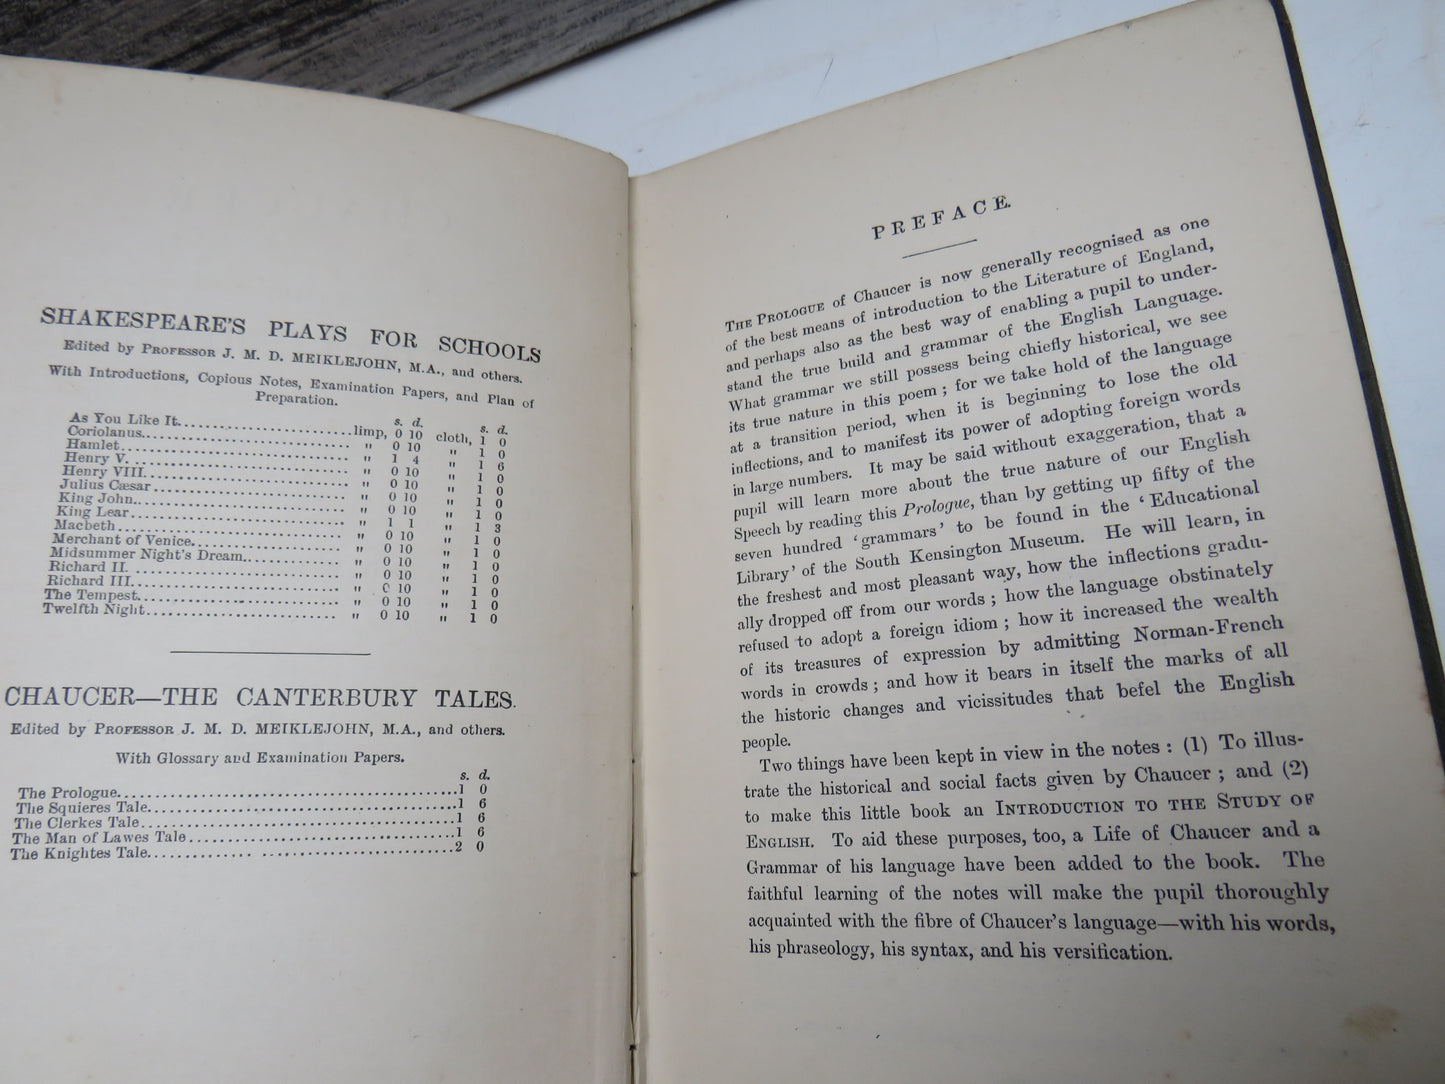 SHAKESPEARE'S PLAYS FOR SCHOOLS
Edited by PROFESSOR J. M. D. MEIKLEJOHN, M.A., and others.
With Introductions, Copious Notes, Examination Papers, and Plan of
Preparation.
s. d. s. d.
As You Like It..............................limp, 0 10 cloth, 1 0
Coriolanus.................................... " 0 10 " 1 0
Hamlet........................................ " 1 4 " 1 6
Henry V. ..................................... " 0 10 " 1 0
Henry VIII.................................... " 0 10 " 1 0
Julius Cæsar.................................. " 0 10 " 1 0
King John..................................... " 0 10 " 1 0
King Lear..................................... " 1 1 " 1 3
Macbeth....................................... " 0 10 " 1 0
Merchant of Venice............................ " 0 10 " 1 0
Midsummer Night's Dream....................... " 0 10 " 1 0
Richard II. .................................. " 0 10 " 1 0
Richard III................................... " 0 10 " 1 0
The Tempest................................... " 0 10 " 1 0
Twelfth Night................................. " 0 10 " 1 0
CHAUCER—THE CANTERBURY TALES.
Edited by PROFESSOR J. M. D. MEIKLEJOHN, M.A., and others.
With Glossary and Examination Papers.
s. d.
The Prologue..................................................1 0
The Squieres Tale.............................................1 6
The Clerkes Tale..............................................1 6
The Man of Lawes Tale.........................................1 6
The Knightes Tale.............................................2 0
PREFACE.
THE PROLOGUE of Chaucer is now generally recognised as one
of the best means of introduction to the Literature of England,
and perhaps also as the best way of enabling a pupil to under-
stand the true build and grammar of the English Language.
What grammar we still possess being chiefly historical, we see
its true nature in this poem; for we take hold of the language
at a transition period, when it is beginning to lose the old
inflections, and to manifest its power of adopting foreign words
in large numbers. It may be said without exaggeration, that a
pupil will learn more about the true nature of our English
Speech by reading this Prologue, than by getting up fifty of the
seven hundred 'grammars' to be found in the 'Educational
Library' of the South Kensington Museum. He will learn, in
the freshest and most pleasant way, how the inflections gradu-
ally dropped off from our words; how the language obstinately
refused to adopt a foreign idiom; how it increased the wealth
of its treasures of expression by admitting Norman-French
words in crowds; and how it bears in itself the marks of all
the historic changes and vicissitudes that befel the English
people.
Two things have been kept in view in the notes: (1) To illus-
trate the historical and social facts given by Chaucer; and (2)
to make this little book an INTRODUCTION TO THE STUDY OF
ENGLISH. To aid these purposes, too, a Life of Chaucer and a
Grammar of his language have been added to the book. The
faithful learning of the notes will make the pupil thoroughly
acquainted with the fibre of Chaucer's language—with his words,
his phraseology, his syntax, and his versification.